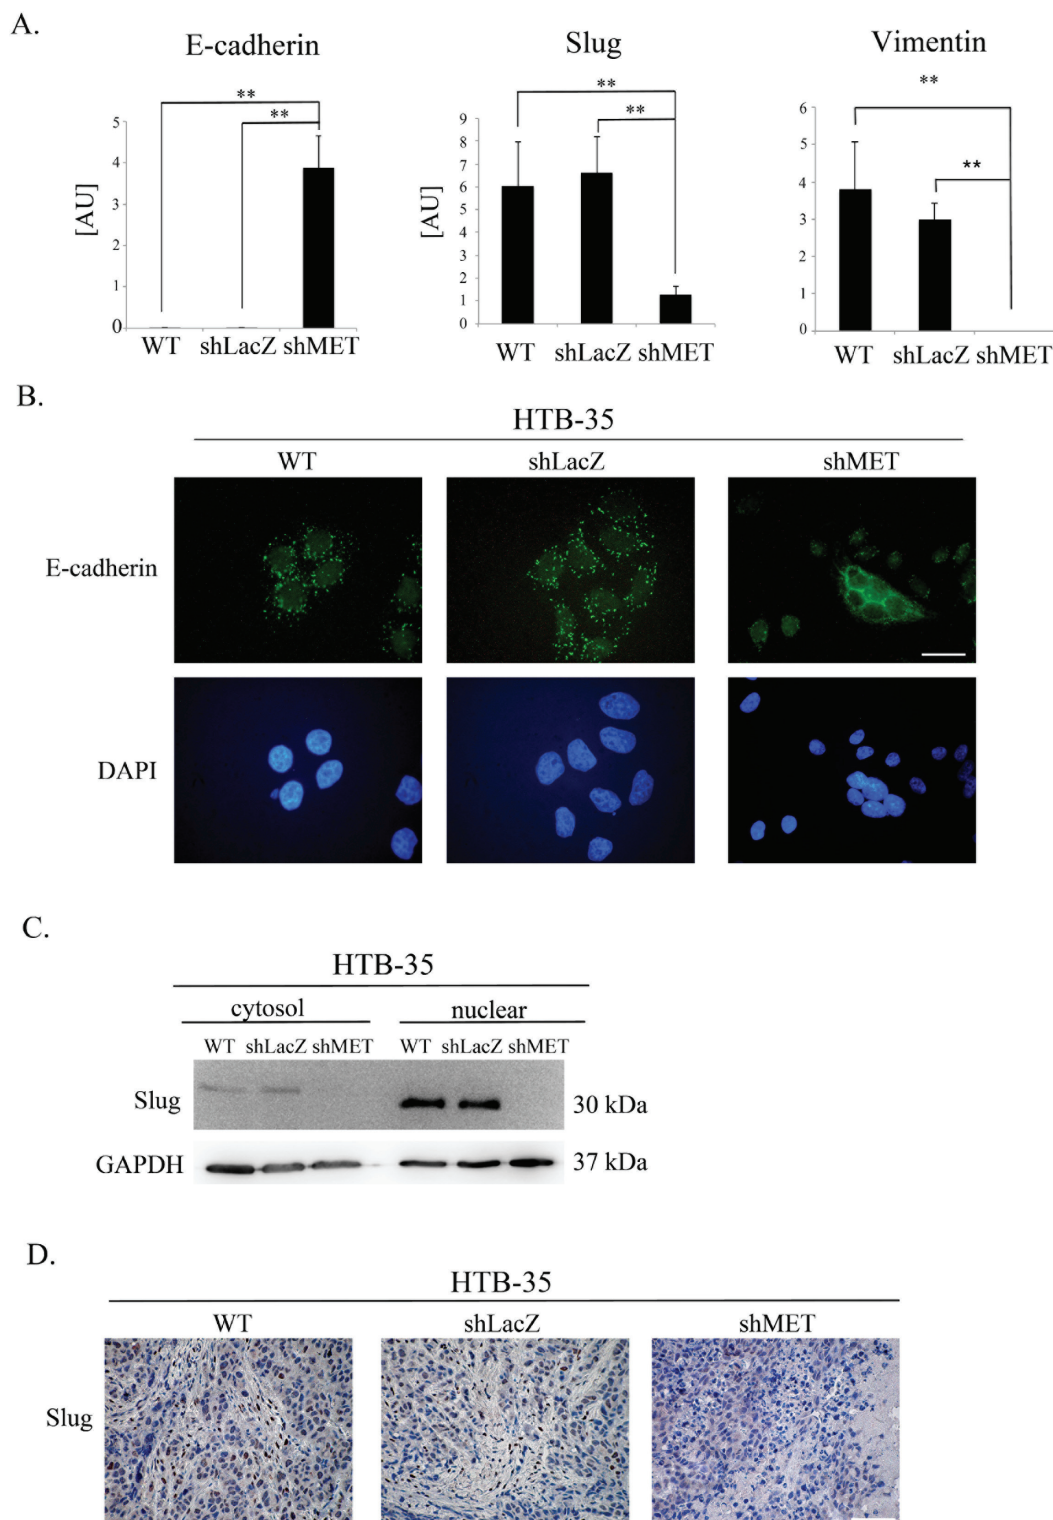 A.
E-cadherin
Slug
Vimentin
** ** ** ** ** **
[AU]
5
4
3
2
1
0
WT shLacZ shMET
[AU]
9
8
7
6
5
4
3
2
1
0
WT shLacZ shMET
6
5
4
3
2
1
0
WT shLacZ shMET
B.
HTB-35
WT shLacZ shMET
E-cadherin
DAPI
C.
HTB-35
cytosol nuclear
WT shLacZ shMET WT shLacZ shMET
Slug 30 kDa
GAPDH 37 kDa
D.
HTB-35
WT shLacZ shMET
Slug